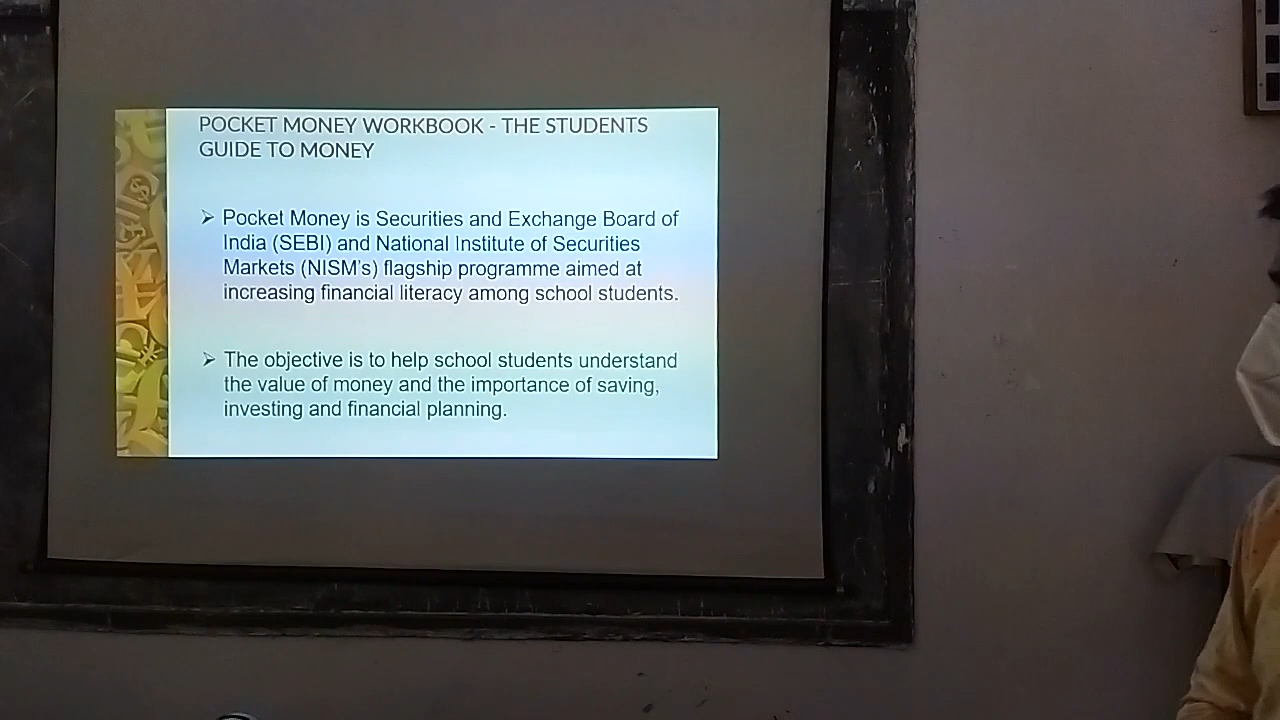 POCKET MONEY WORKBOOK - THE STUDENTS
GUIDE TO MONEY
➢ Pocket Money is Securities and Exchange Board of
India (SEBI) and National Institute of Securities
Markets (NISM's) flagship programme aimed at
increasing financial literacy among school students.
➢ The objective is to help school students understand
the value of money and the importance of saving,
investing and financial planning.